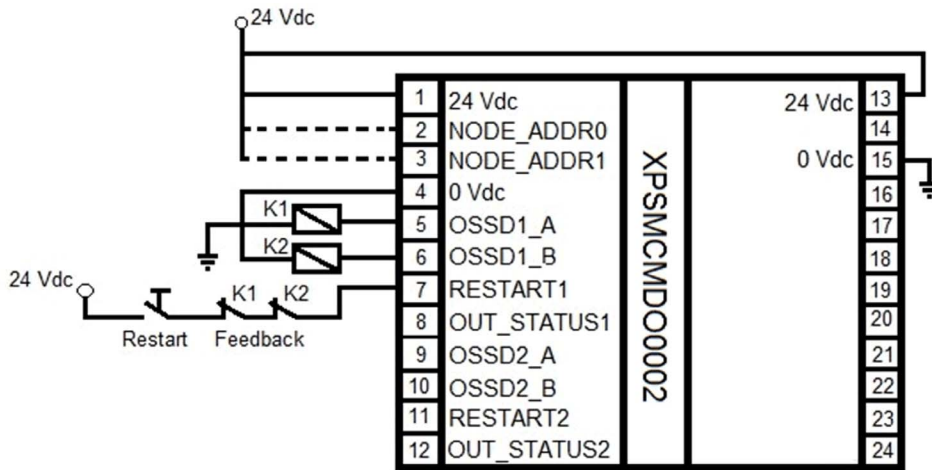 24 Vdc
1 24 Vdc
2 NODE_ADDR0
3 NODE_ADDR1
4 0 Vdc
5 OSSD1_A
6 OSSD1_B
7 RESTART1
8 OUT_STATUS1
9 OSSD2_A
10 OSSD2_B
11 RESTART2
12 OUT_STATUS2
K1
K2
24 Vdc
K1 K2
Restart Feedback
XPSMCMDO0002
24 Vdc 13
14
0 Vdc 15
16
17
18
19
20
21
22
23
24